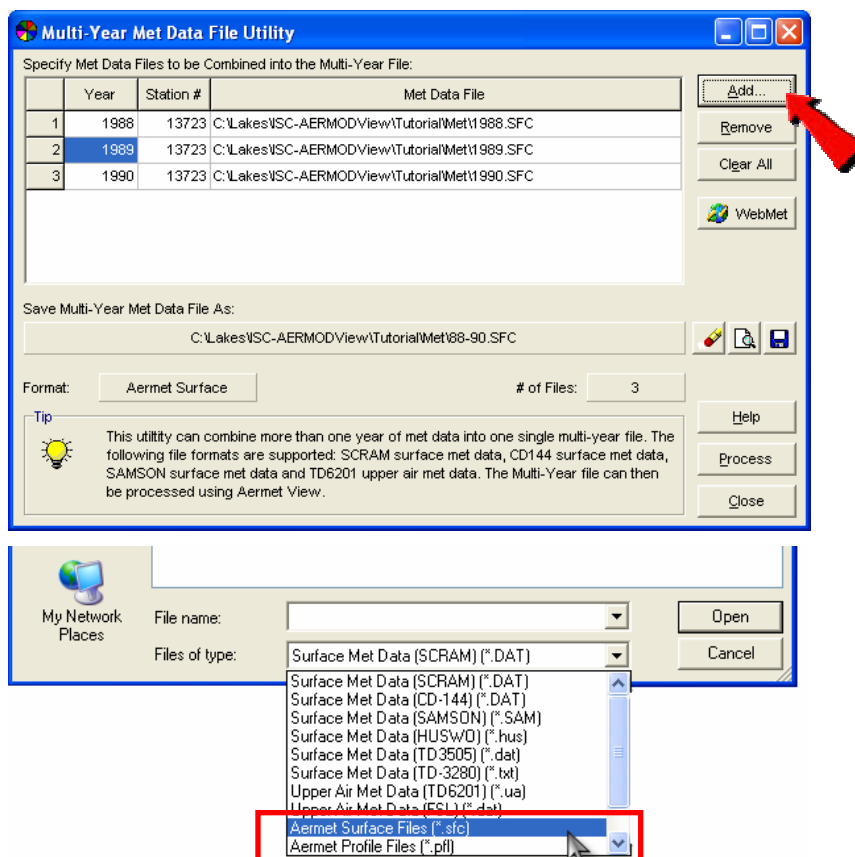 Multi-Year Met Data File Utility
Specify Met Data Files to be Combined into the Multi-Year File:
Year Station # Met Data File
1 1988 13723 C:\Lakes\ISC-AERMODView\Tutorial\Met\1988.SFC
2 1989 13723 C:\Lakes\ISC-AERMODView\Tutorial\Met\1989.SFC
3 1990 13723 C:\Lakes\ISC-AERMODView\Tutorial\Met\1990.SFC
Add...
Remove
Clear All
WebMet
Save Multi-Year Met Data File As:
C:\Lakes\ISC-AERMODView\Tutorial\Met\88-90.SFC
Format: Aermet Surface # of Files: 3
Tip
This utiltity can combine more than one year of met data into one single multi-year file. The
following file formats are supported: SCRAM surface met data, CD144 surface met data,
SAMSON surface met data and TD6201 upper air met data. The Multi-Year file can then
be processed using Aermet View.
Help
Process
Close
My Network
Places
File name:
Open
Files of type: Surface Met Data (SCRAM) (*.DAT)
Cancel
Surface Met Data (SCRAM) (*.DAT)
Surface Met Data (CD-144) (*.DAT)
Surface Met Data (SAMSON) (*.SAM)
Surface Met Data (HUSWO) (*.hus)
Surface Met Data (TD3505) (*.dat)
Surface Met Data (TD-3280) (*.txt)
Upper Air Met Data (TD6201) (*.ua)
Upper Air Met Data (FSL) (*.dat)
Aermet Surface Files (*.sfc)
Aermet Profile Files (*.pfl)